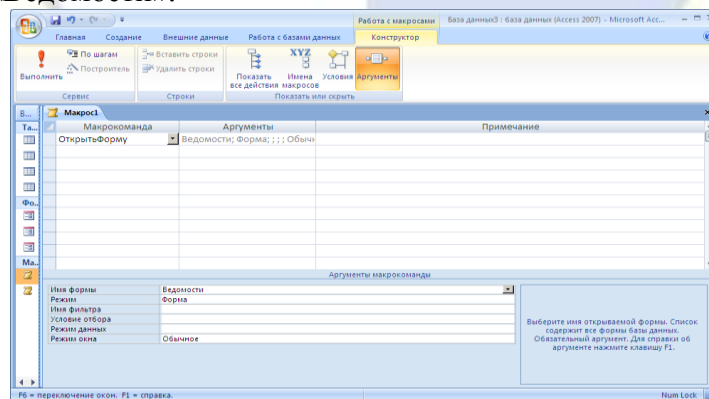 Ведомости».
Работа с макросами
База данных3 : база данных (Access 2007) - Microsoft Acc...
Главная
Создание
Внешние данные
Работа с базами данных
Конструктор
Выполнить
По шагам
Построитель
Сервис
Вставить строки
Удалить строки
Строки
Показать все действия
XYZ
Имена макросов
Условия
Аргументы
Показать или скрыть
В...
Макрос1
Та...
Фо...
Ма...
Макрокоманда
Аргументы
Примечание
ОткрытьФорму
Ведомости; Форма; ; ; ; Обычн
Аргументы макрокоманды
Имя формы
Ведомости
Режим
Форма
Имя фильтра
Условие отбора
Режим данных
Режим окна
Обычное
Выберите имя открываемой формы. Список
содержит все формы базы данных.
Обязательный аргумент. Для справки об
аргументе нажмите клавишу F1.
F6 = переключение окон. F1 = справка.
Num Lock